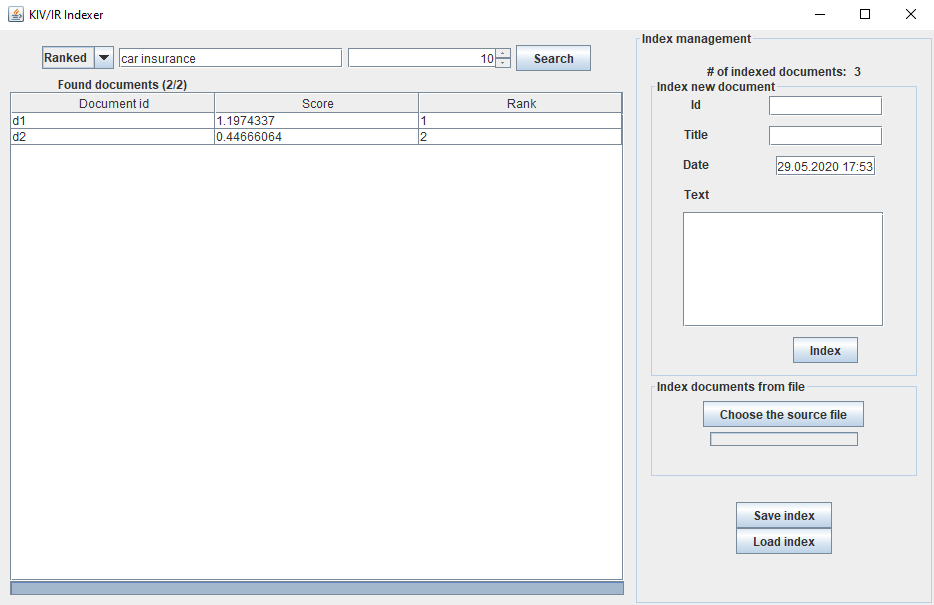 KIV/IR Indexer
Ranked car insurance 10 Search
Found documents (2/2)
Document id Score Rank
d1 1.1974337 1
d2 0.44666064 2
Index management
# of indexed documents: 3
Index new document
Id
Title
Date 29.05.2020 17:53
Text
Index
Index documents from file
Choose the source file
Save index
Load index